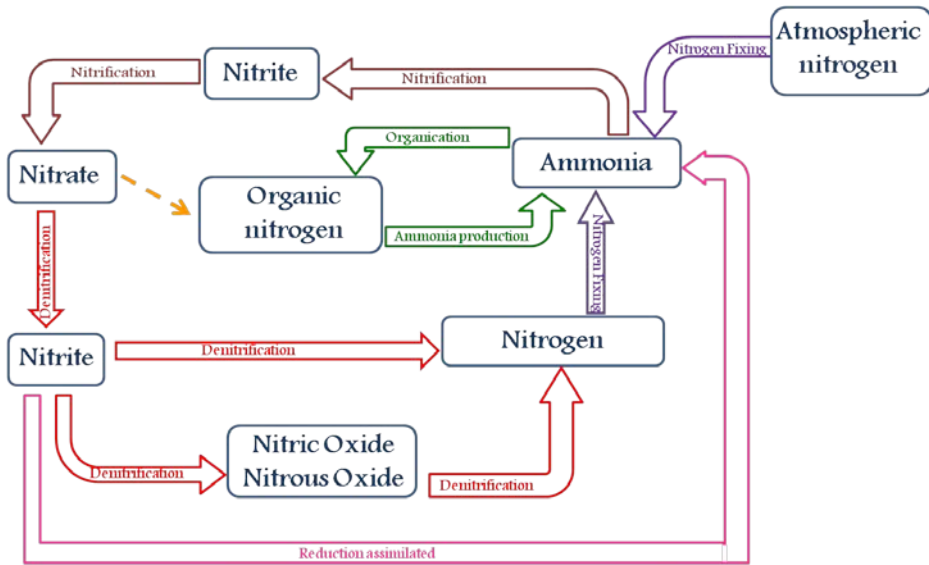 Atmospheric
nitrogen
Nitrogen Fixing
Nitrite
Nitrification
Nitrification
Organication
Ammonia
Nitrate
Organic
nitrogen
Ammonia production
Nitrogen Fixing
Denitrification
Nitrite
Denitrification
Nitrogen
Nitric Oxide
Nitrous Oxide
Denitrification
Denitrification
Reduction assimilated